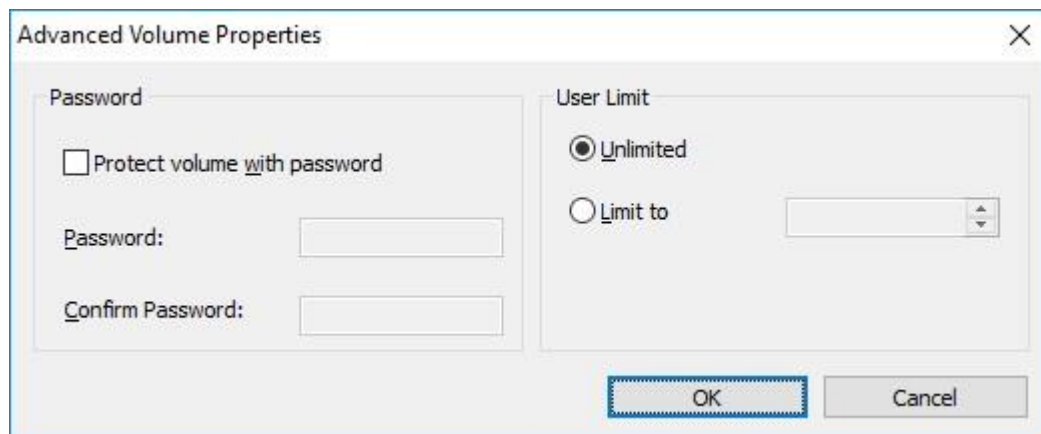 Advanced Volume Properties
Password
Protect volume with password
Password:
Confirm Password:
User Limit
Unlimited
Limit to
OK
Cancel